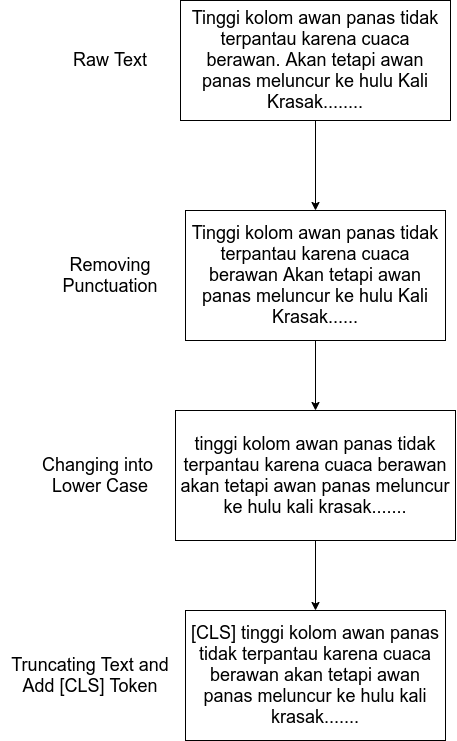 Raw Text
Tinggi kolom awan panas tidak
terpantau karena cuaca
berawan. Akan tetapi awan
panas meluncur ke hulu Kali
Krasak........
Removing
Punctuation
Tinggi kolom awan panas tidak
terpantau karena cuaca
berawan Akan tetapi awan
panas meluncur ke hulu Kali
Krasak......
Changing into
Lower Case
tinggi kolom awan panas tidak
terpantau karena cuaca berawan
akan tetapi awan panas meluncur
ke hulu kali krasak.......
Truncating Text and
Add [CLS] Token
[CLS] tinggi kolom awan panas
tidak terpantau karena cuaca
berawan akan tetapi awan
panas meluncur ke hulu kali
krasak.......